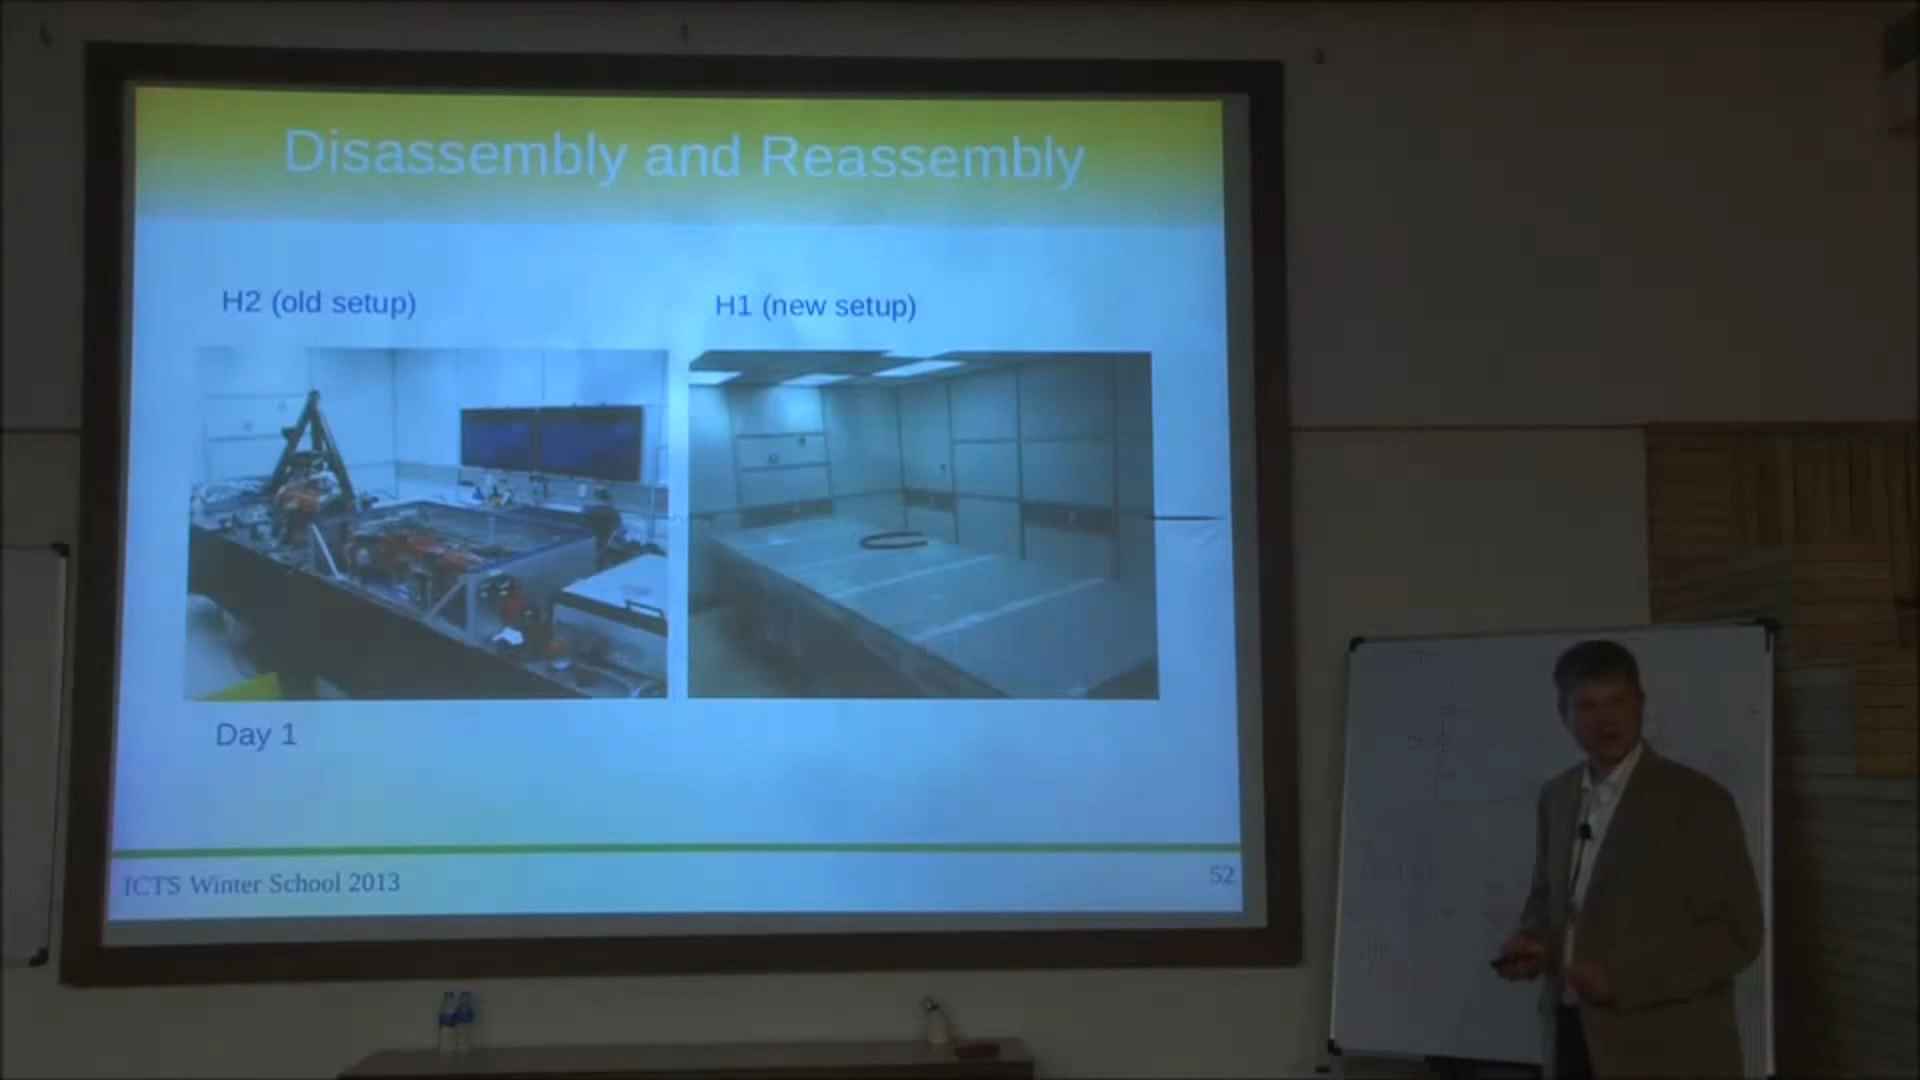 Disassembly and Reassembly
H2 (old setup)
H1 (new setup)
Day 1
ICTS Winter School 2013
52